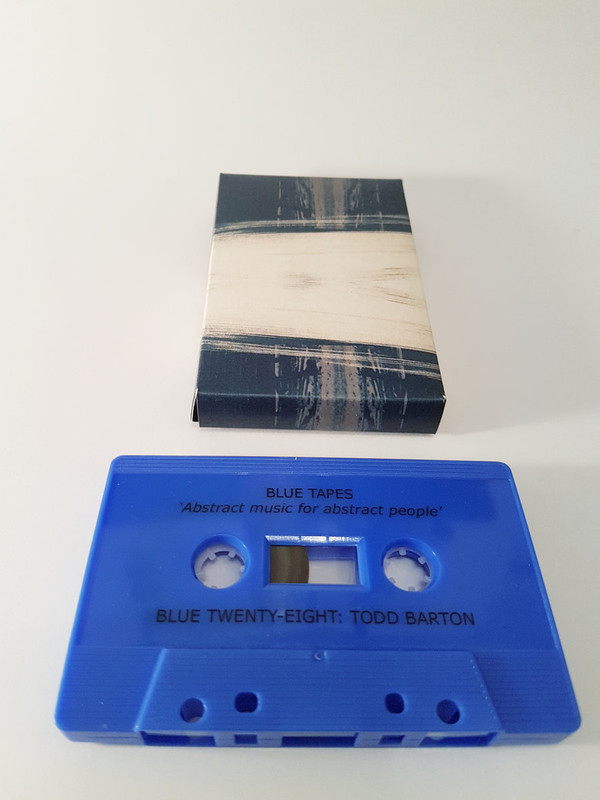 BLUE TAPES
'Abstract music for abstract people'
BLUE TWENTY-EIGHT: TODD BARTON